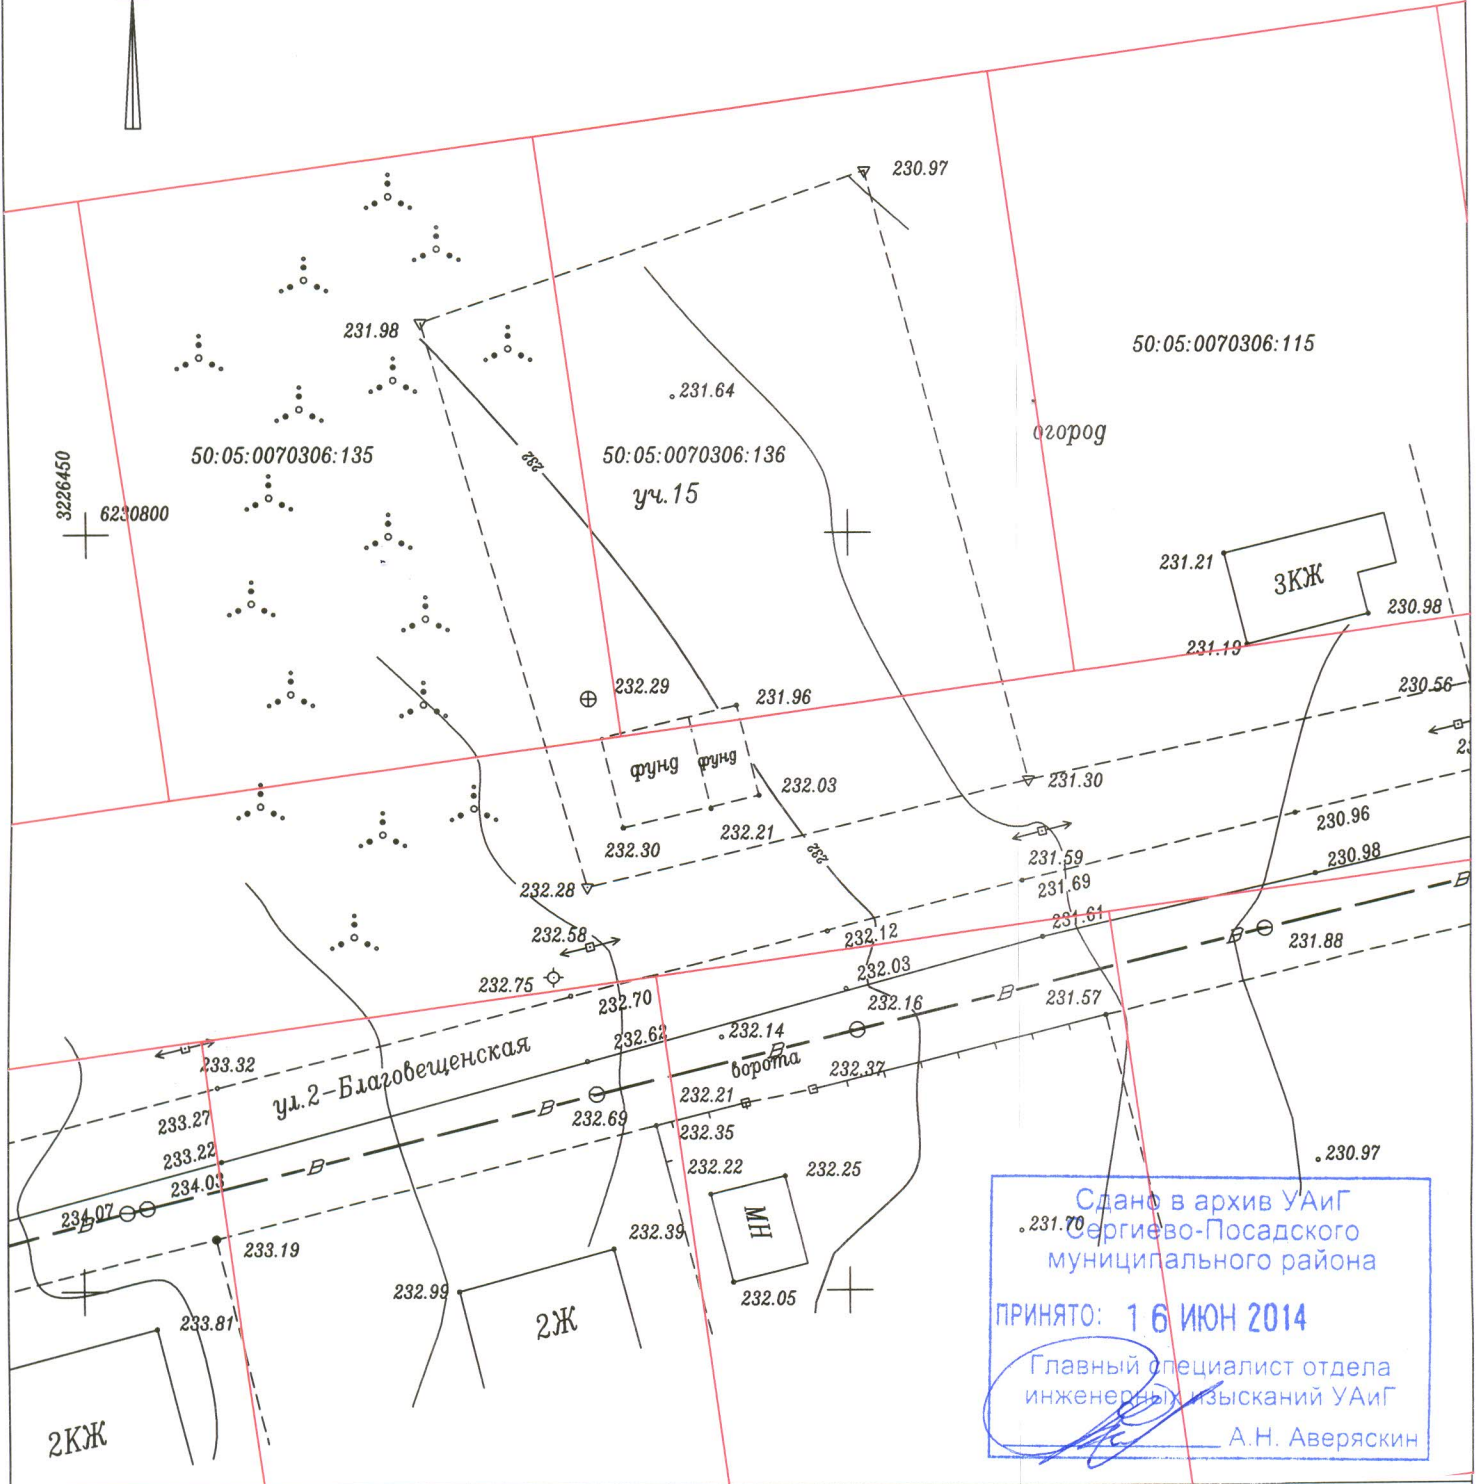 230.97
231.98
50:05:0070306:115
231.64
огород
50:05:0070306:135
232
50:05:0070306:136
уч.15
3226450
6230800
231.21
3КЖ
230.98
231.19
232.29
231.96
230.56
фунд
фунд
23
232.03
231.30
232.30
232.21
230.96
232
231.59
230.98
232.28
231.69
231.61
232.58
232.12
В
231.88
В
232.75
232.03
232.70
232.16
В
231.57
232.62
232.14
В
ворота
233.32
ул.2-Благовещенская
232.37
233.27
232.21
В
232.69
232.35
233.22
В
232.22
232.25
230.97
234.03
234.07
В
МН
231.70
233.19
232.39
232.99
232.05
233.81
2Ж
2КЖ
Сдано в архив УАиГ
Сергиево-Посадского
муниципального района
ПРИНЯТО: 16 ИЮН 2014
Главный специалист отдела
инженерных изысканий УАиГ
А.Н. Аверяскин